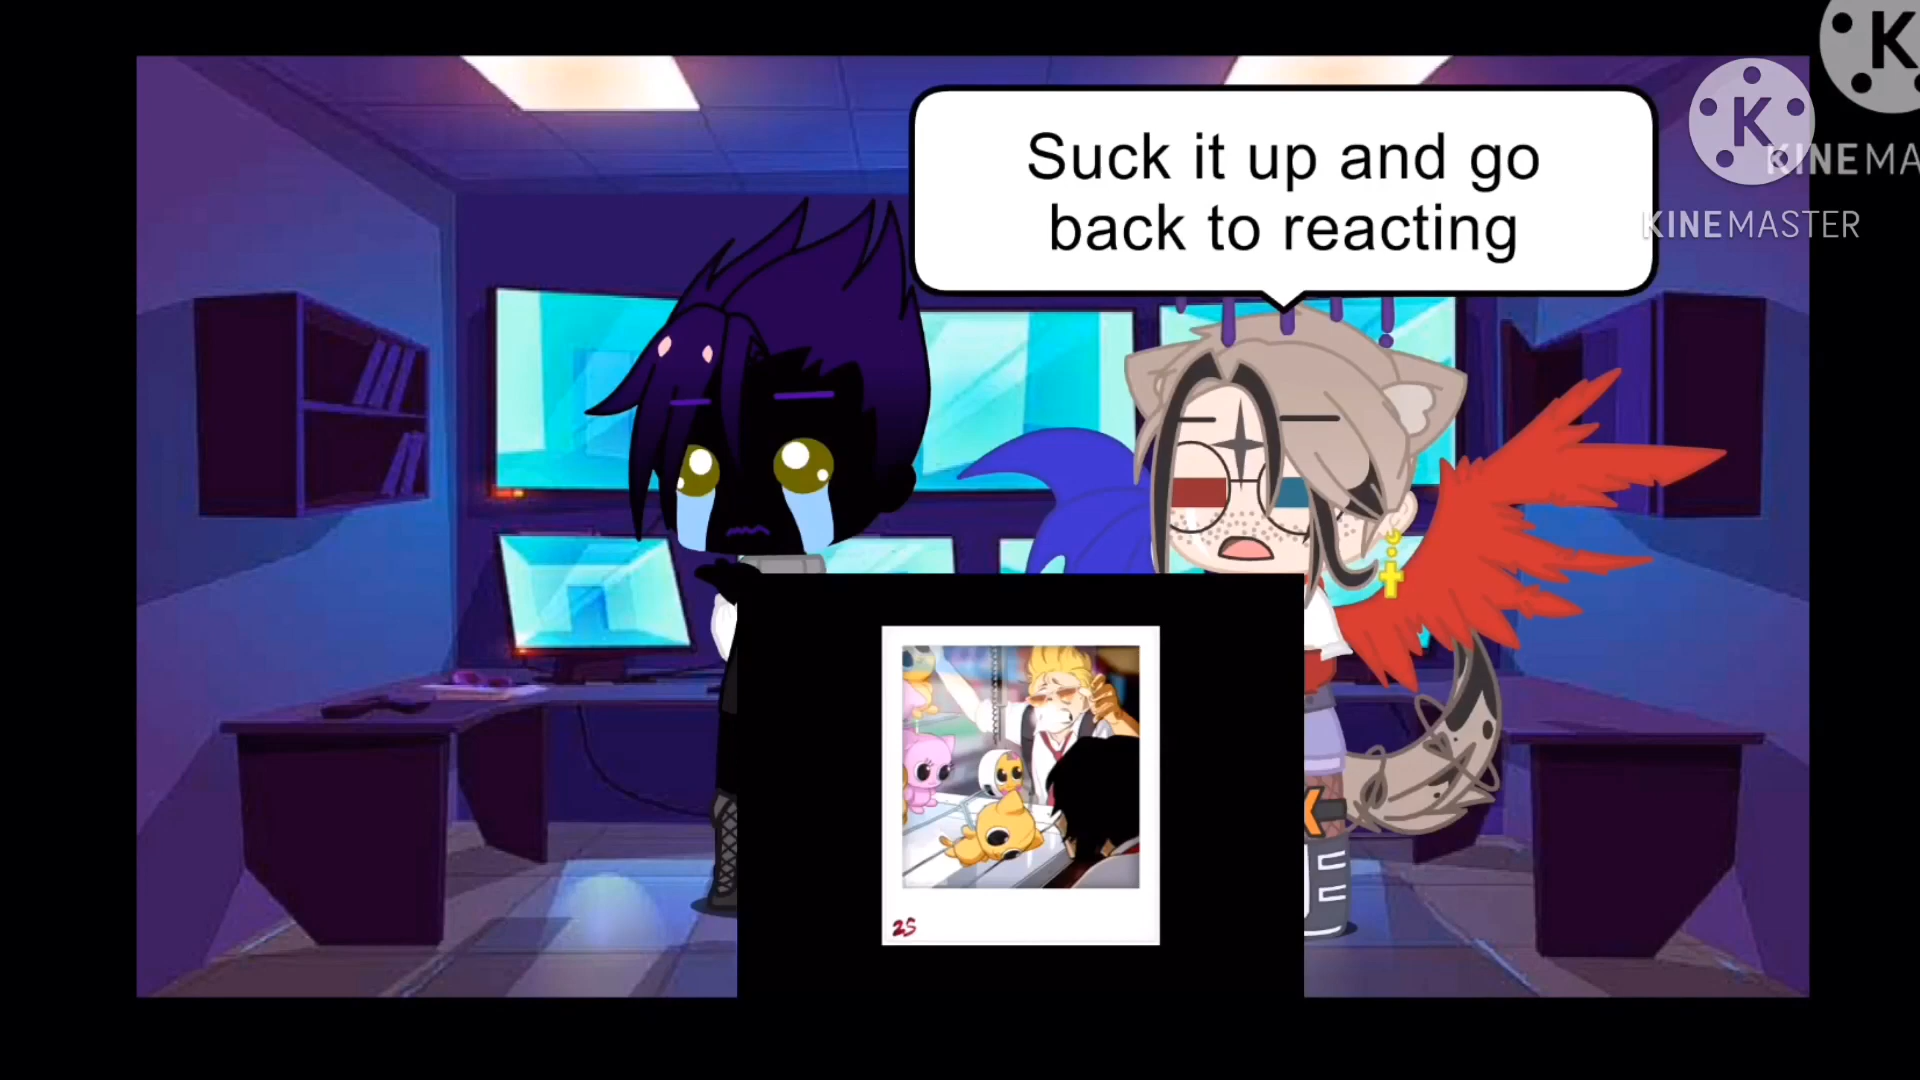 Suck it up and go
back to reacting
K
K
KINEMA
KINEMASTER
25